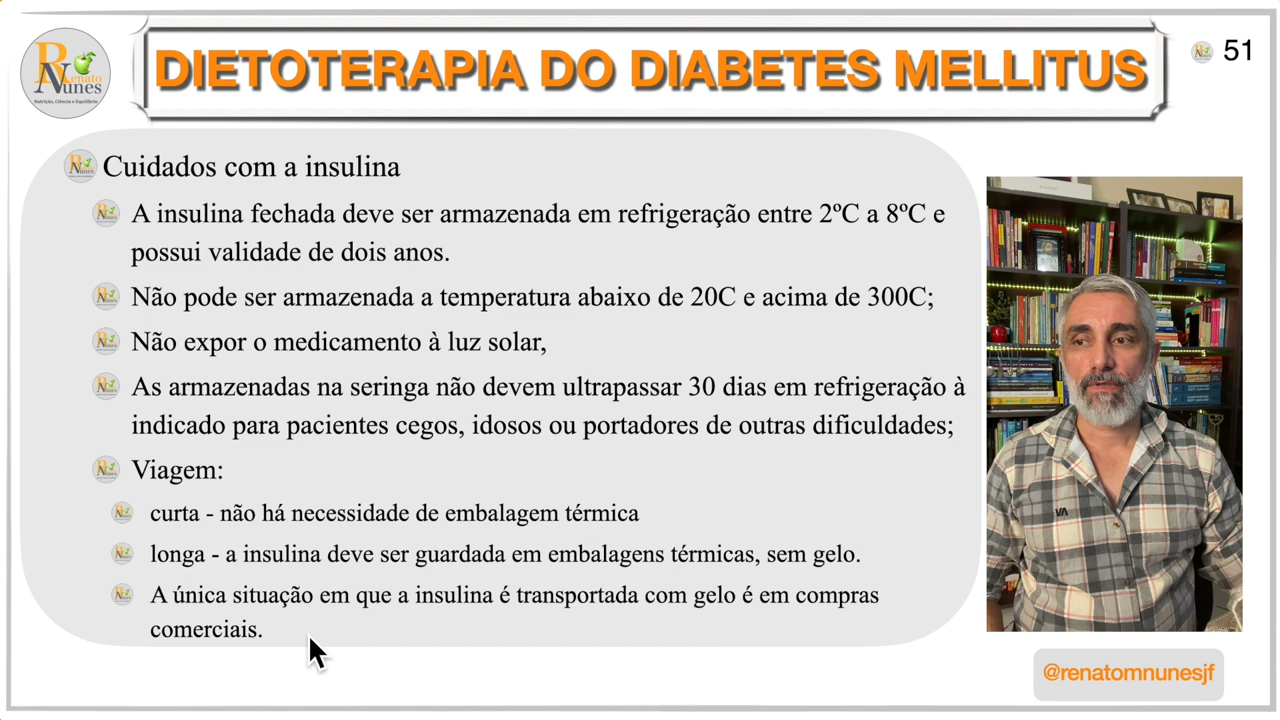 Renato
Nunes
Nutrição, Ciência e Equilíbrio
DIETOTERAPIA DO DIABETES MELLITUS
51
Cuidados com a insulina
A insulina fechada deve ser armazenada em refrigeração entre 2ºC a 8ºC e
possui validade de dois anos.
Não pode ser armazenada a temperatura abaixo de 20C e acima de 300C;
Não expor o medicamento à luz solar,
As armazenadas na seringa não devem ultrapassar 30 dias em refrigeração à
indicado para pacientes cegos, idosos ou portadores de outras dificuldades;
Viagem:
curta - não há necessidade de embalagem térmica
longa - a insulina deve ser guardada em embalagens térmicas, sem gelo.
A única situação em que a insulina é transportada com gelo é em compras
comerciais.
VA
@renatomnunesjf